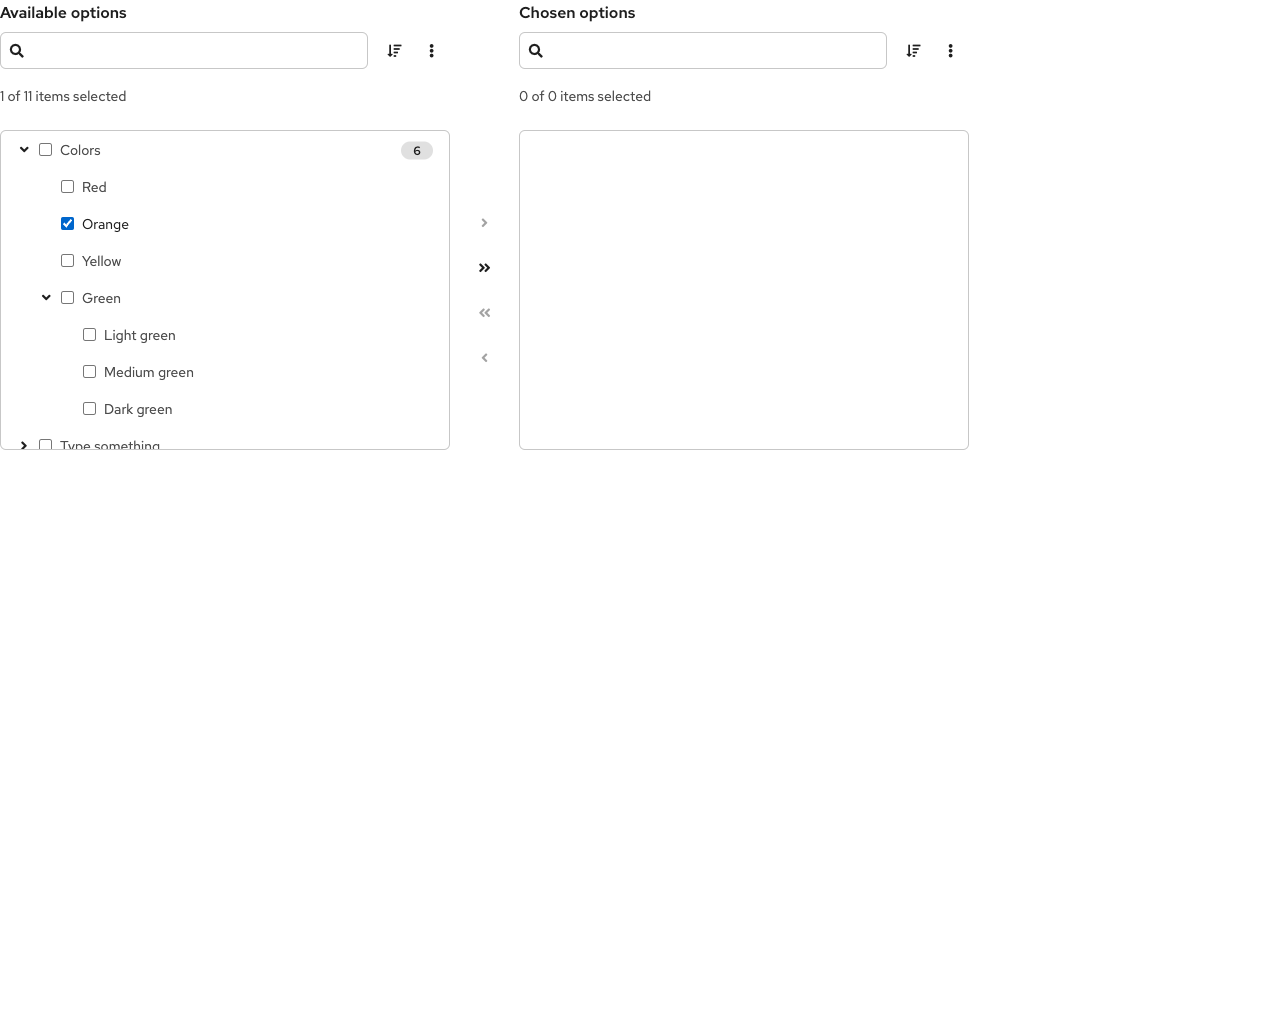 Available options
Chosen options
1 of 11 items selected
0 of 0 items selected
Colors
6
Red
Orange
Yellow
Green
Light green
Medium green
Dark green
Type something